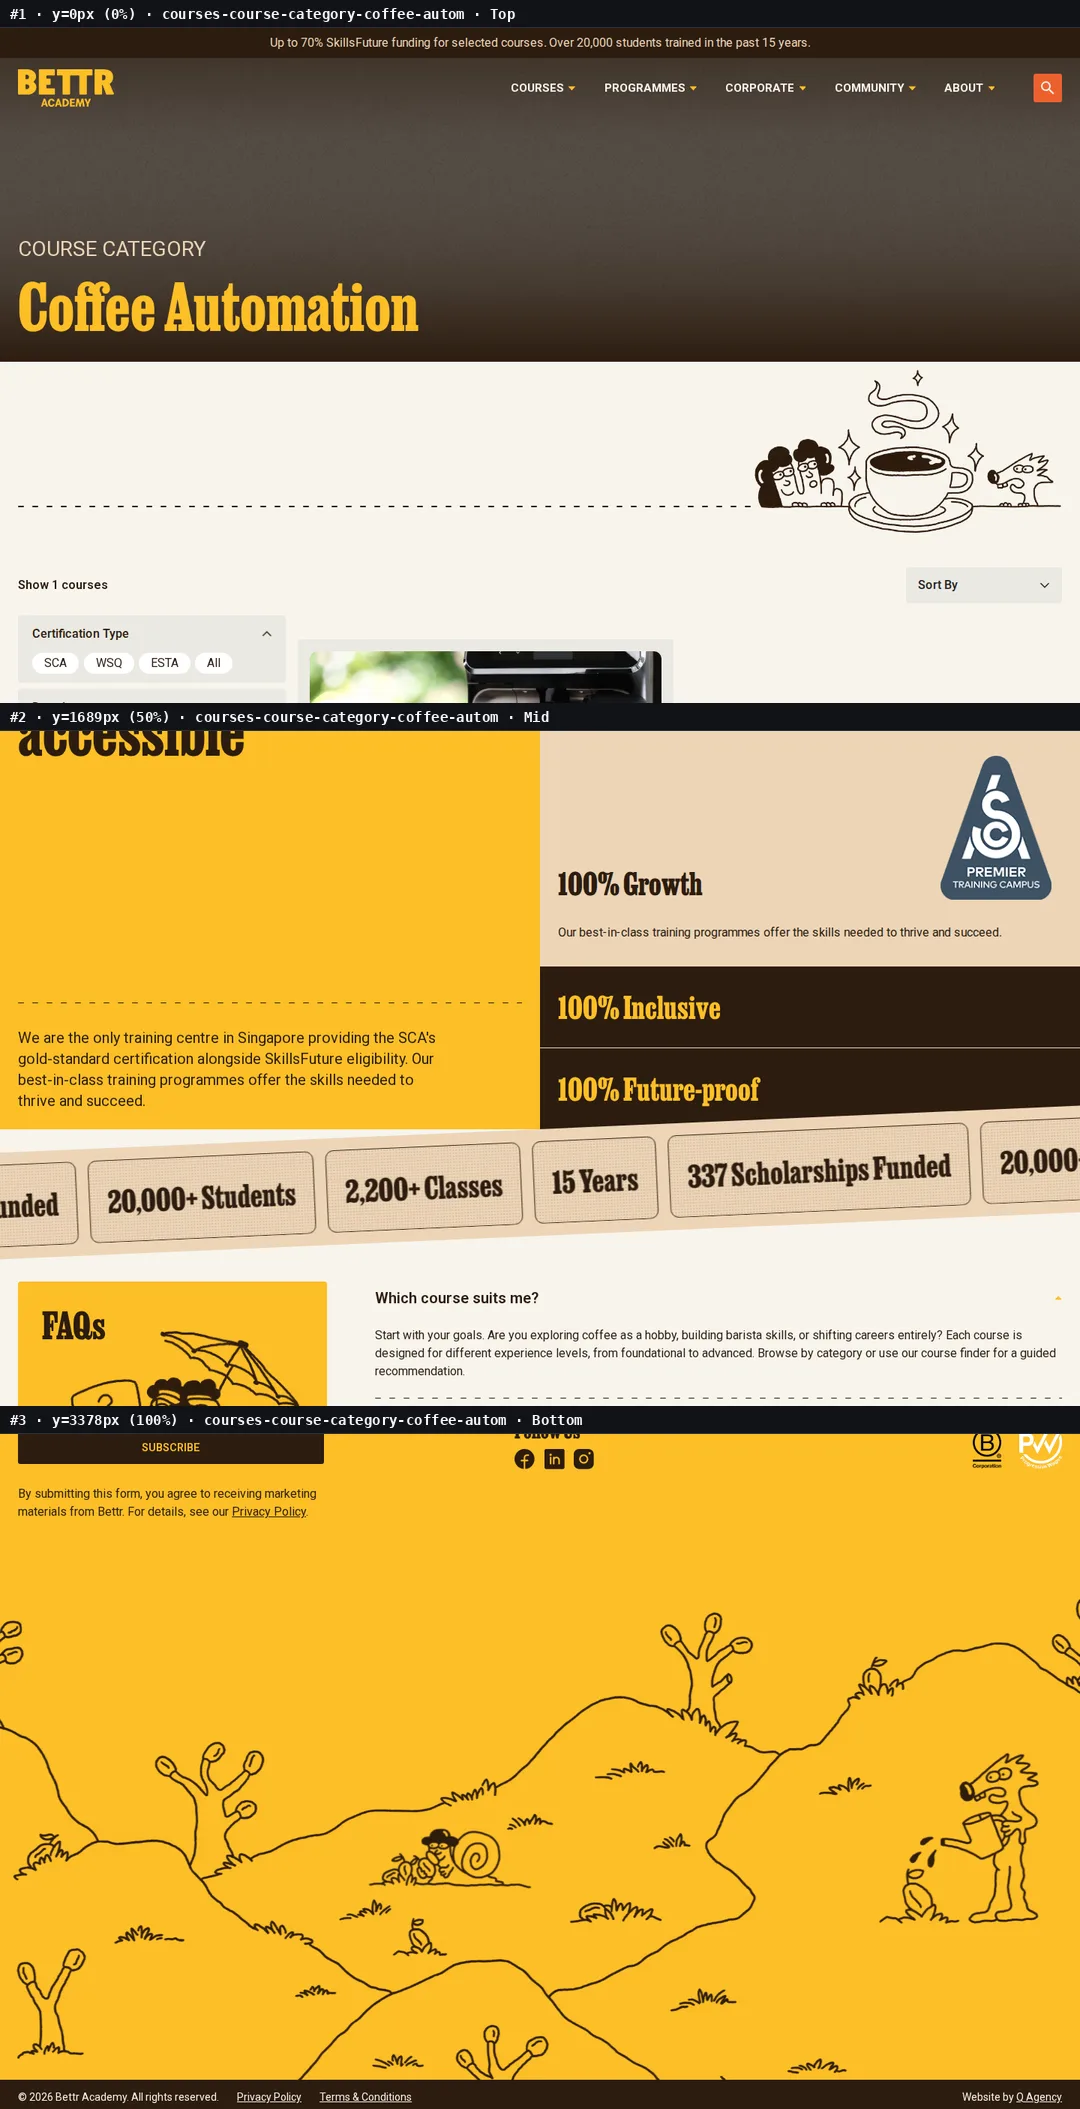 #1 · y=0px (0%) · courses-course-category-coffee-autom · Top
Up to 70% SkillsFuture funding for selected courses. Over 20,000 students trained in the past 15 years.
BETTR
ACADEMY
COURSES
PROGRAMMES
CORPORATE
COMMUNITY
ABOUT
COURSE CATEGORY
Coffee Automation
Show 1 courses
Sort By
Certification Type
SCA
WSQ
ESTA
All
#2 · y=1689px (50%) · courses-course-category-coffee-autom · Mid
accessible
ASC
PREMIER
TRAINING CAMPUS
100% Growth
Our best-in-class training programmes offer the skills needed to thrive and succeed.
100% Inclusive
100% Future-proof
We are the only training centre in Singapore providing the SCA's
gold-standard certification alongside SkillsFuture eligibility. Our
best-in-class training programmes offer the skills needed to
thrive and succeed.
unded
20,000+ Students
2,200+ Classes
15 Years
337 Scholarships Funded
20,000+
FAQs
Which course suits me?
Start with your goals. Are you exploring coffee as a hobby, building barista skills, or shifting careers entirely? Each course is
designed for different experience levels, from foundational to advanced. Browse by category or use our course finder for a guided
recommendation.
#3 · y=3378px (100%) · courses-course-category-coffee-autom · Bottom
SUBSCRIBE
Follow Us
B
Corporation
PW
By submitting this form, you agree to receiving marketing
materials from Bettr. For details, see our Privacy Policy.
© 2026 Bettr Academy. All rights reserved.
Privacy Policy
Terms & Conditions
Website by Q Agency